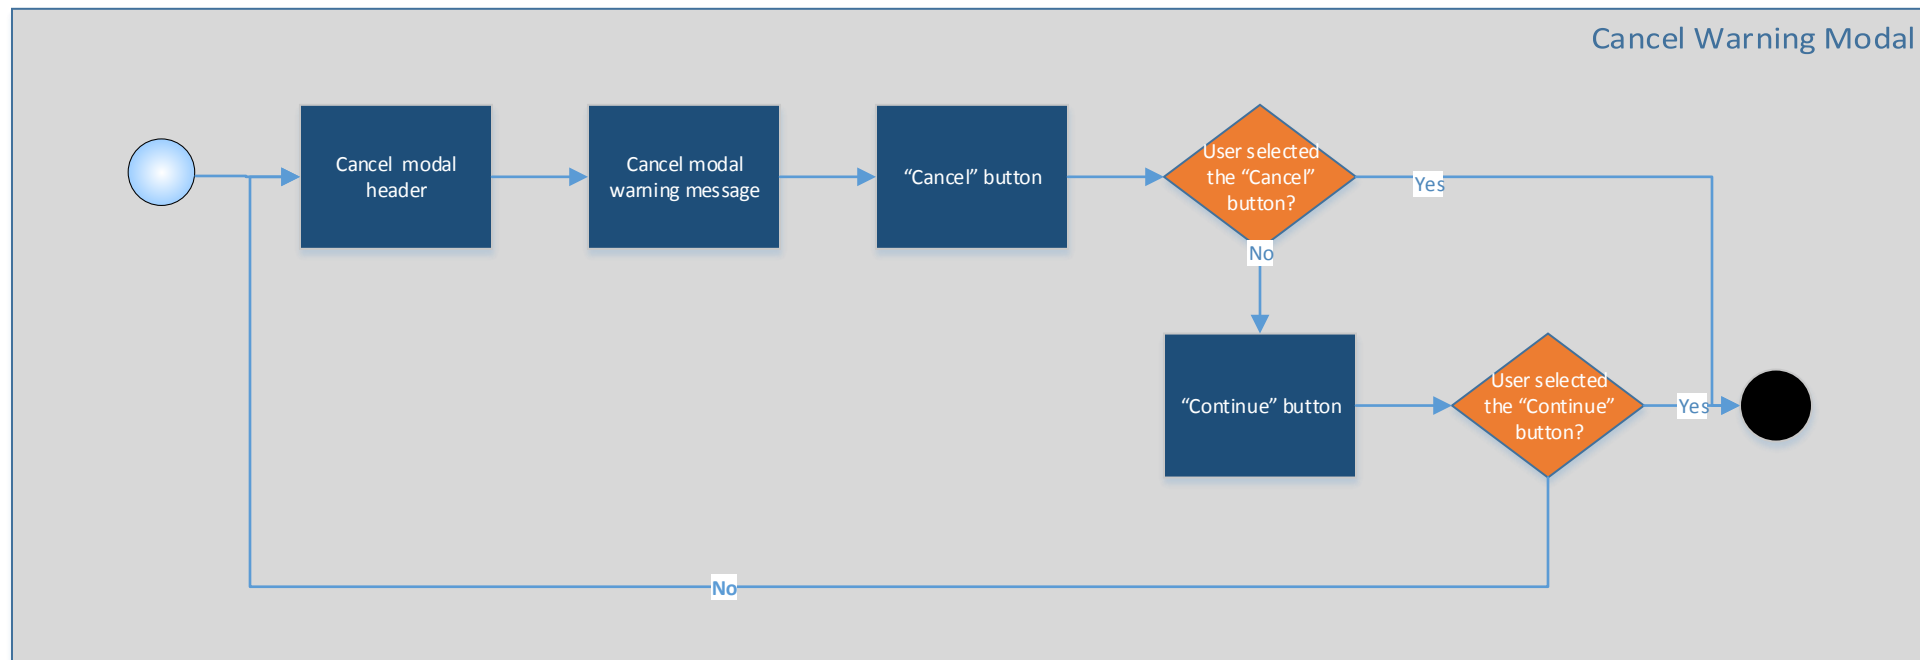 Cancel Warning Modal
Cancel modal
header
Cancel modal
warning message
“Cancel” button
User selected
the “Cancel”
button?
Yes
No
“Continue” button
User selected
the “Continue”
button?
Yes
No